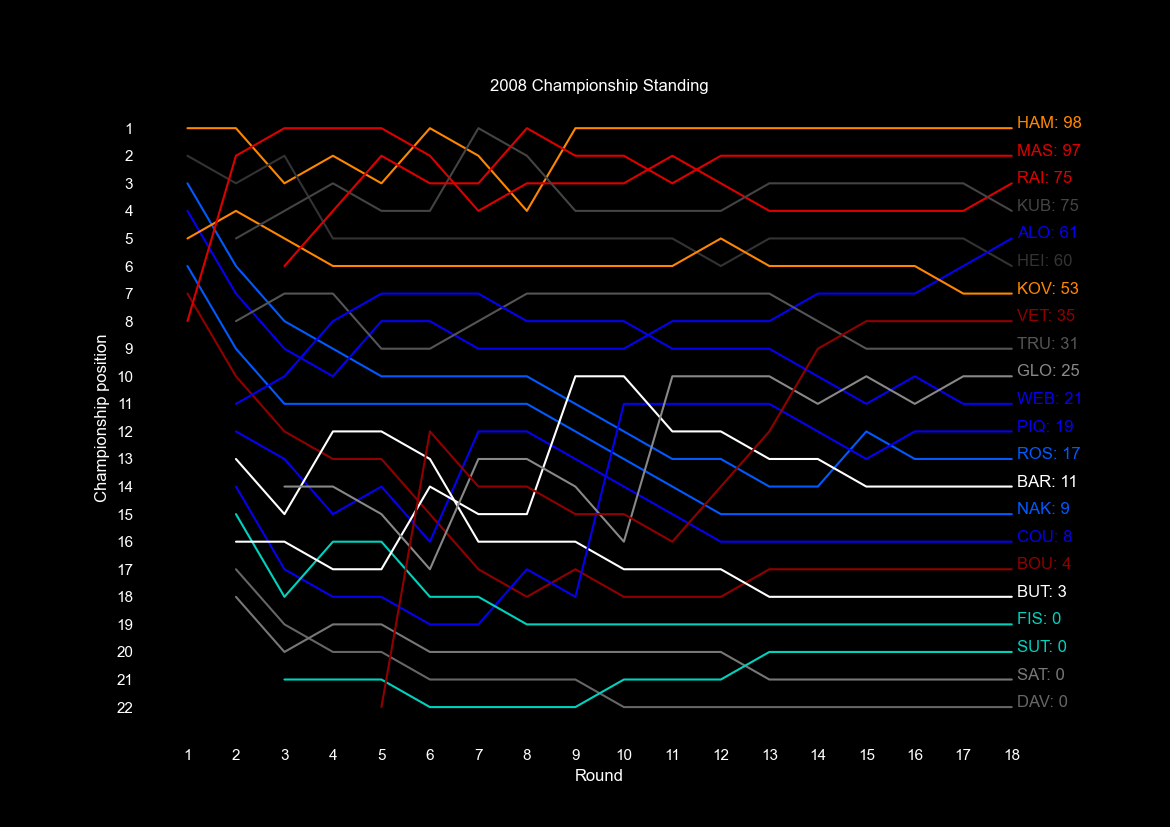 2008 Championship Standing
Championship position
1
2
3
4
5
6
7
8
9
10
11
12
13
14
15
16
17
18
19
20
21
22
HAM: 98
MAS: 97
RAI: 75
KUB: 75
ALO: 61
HEI: 60
KOV: 53
VET: 35
TRU: 31
GLO: 25
WEB: 21
PIQ: 19
ROS: 17
BAR: 11
NAK: 9
COU: 8
BOU: 4
BUT: 3
FIS: 0
SUT: 0
SAT: 0
DAV: 0
1 2 3 4 5 6 7 8 9 10 11 12 13 14 15 16 17 18
Round